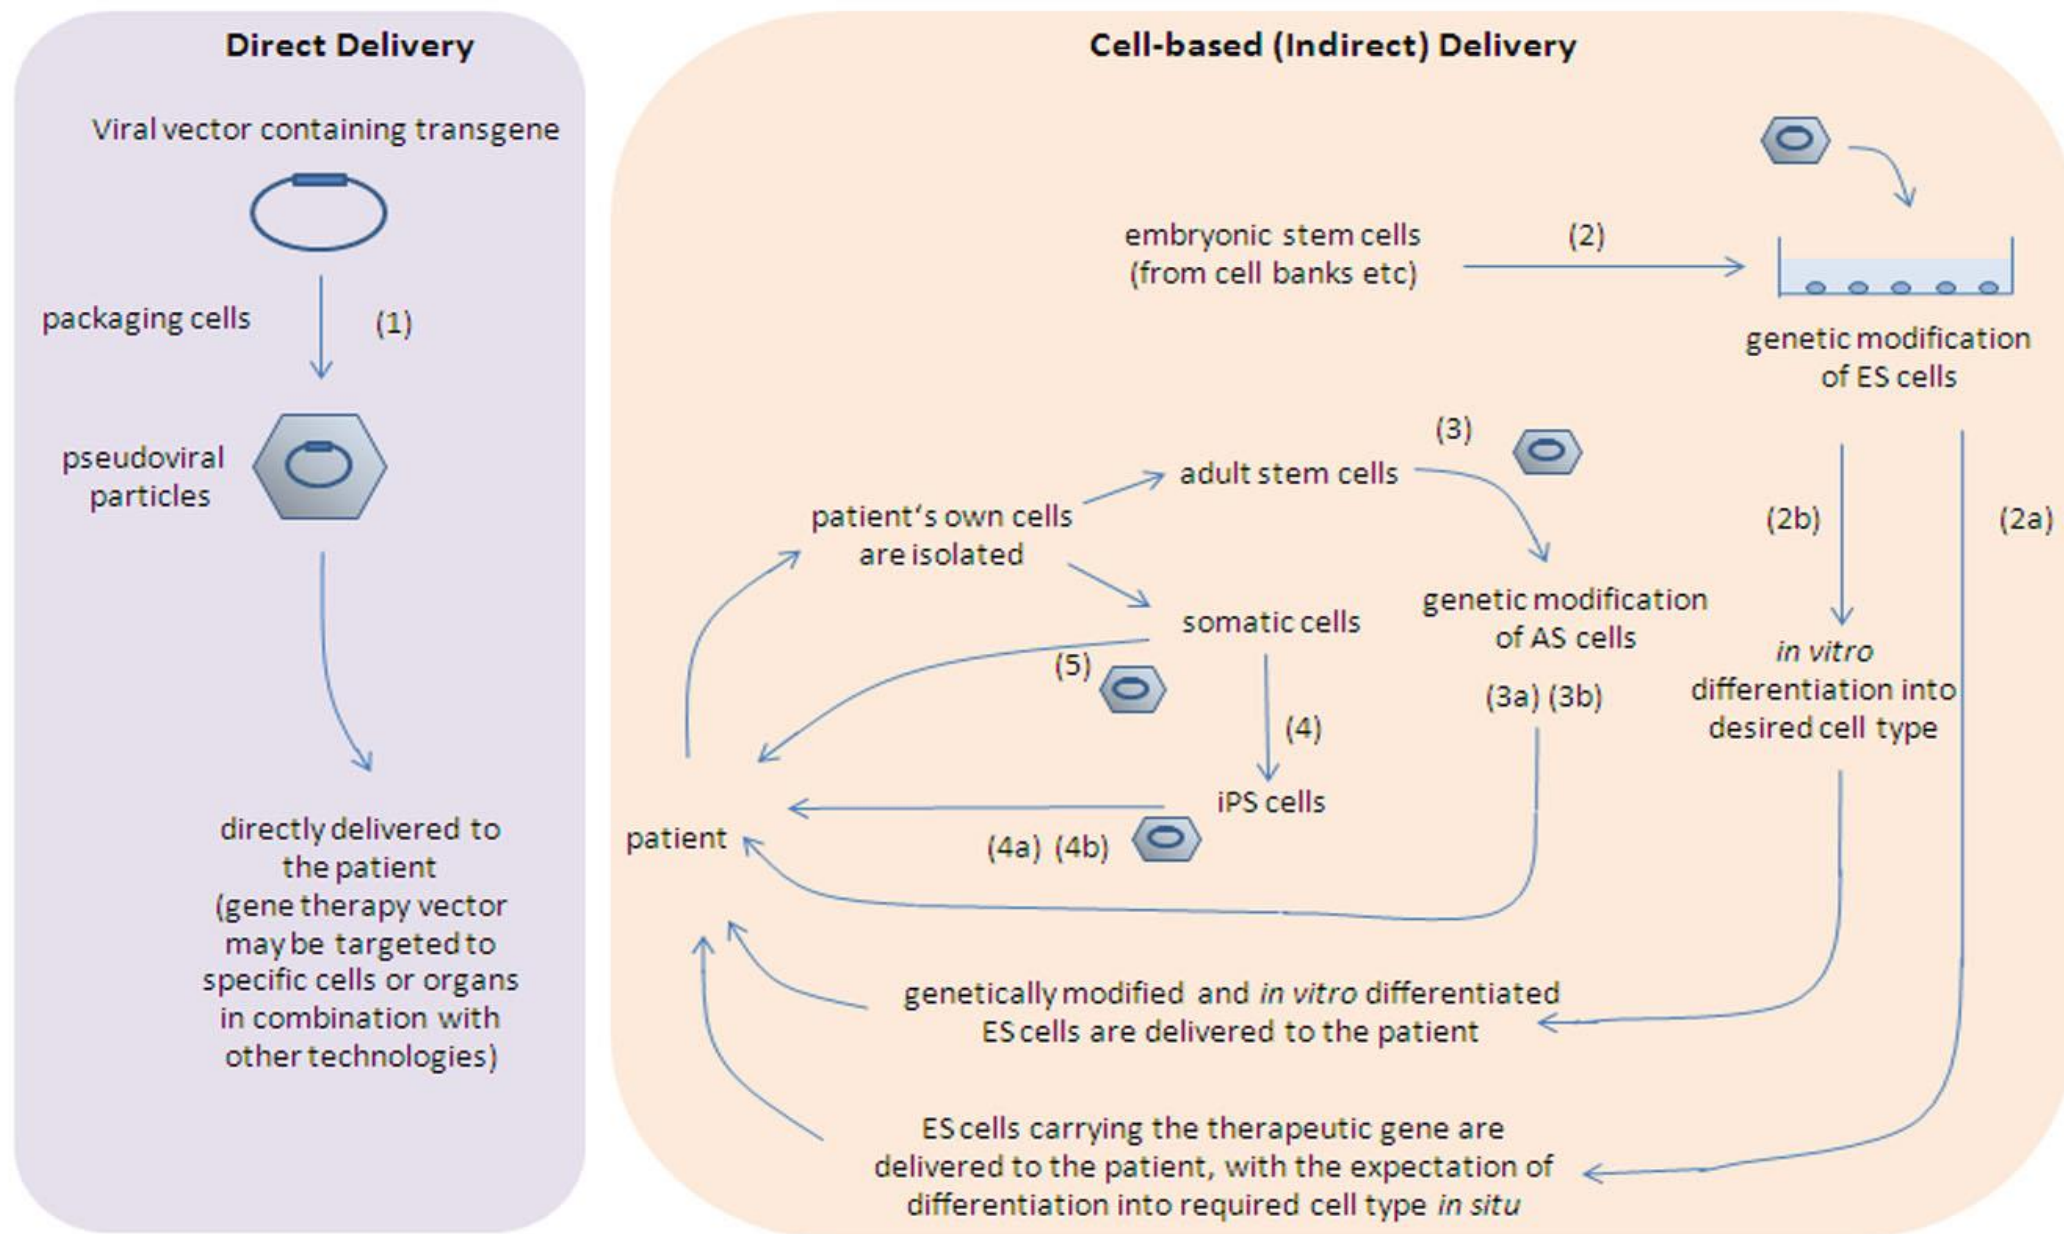 Direct Delivery
Viral vector containing transgene
packaging cells
(1)
pseudoviral
particles
directly delivered to
the patient
(gene therapy vector
may be targeted to
specific cells or organs
in combination with
other technologies)
Cell-based (Indirect) Delivery
embryonic stem cells
(from cell banks etc)
(2)
genetic modification
of ES cells
(3)
adult stem cells
patient‘s own cells
are isolated
(2b)
(2a)
somatic cells
genetic modification
of AS cells
(3a) (3b)
in vitro
differentiation into
desired cell type
(5)
(4)
iPS cells
patient
(4a) (4b)
genetically modified and in vitro differentiated
ES cells are delivered to the patient
ES cells carrying the therapeutic gene are
delivered to the patient, with the expectation of
differentiation into required cell type in situ